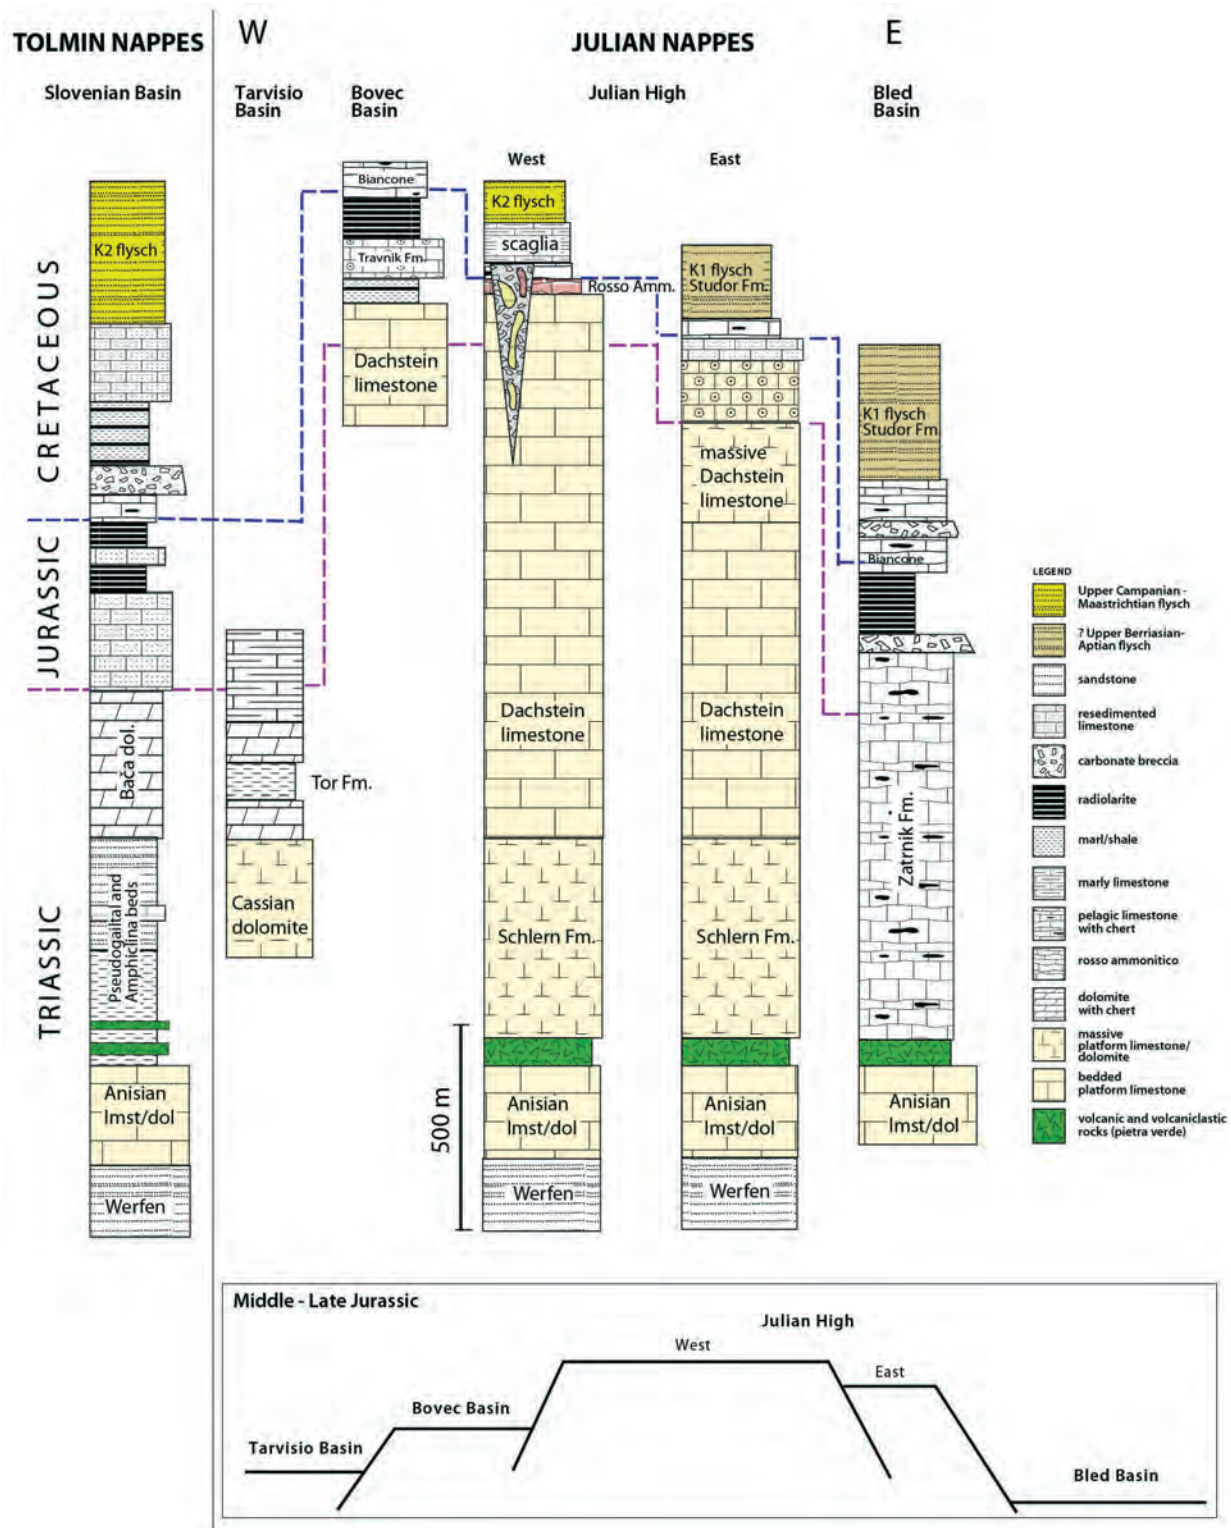 TOLMIN NAPPES
W
JULIAN NAPPES
E
Slovenian Basin
Tarvisio
Basin
Bovec
Basin
Julian High
Bled
Basin
West
East
CRETACEOUS
JURASSIC
TRIASSIC
K2 flysch
Bača dol.
Pseudogailtal and
Amphiclina beds
Anisian
lmst/dol
Werfen
Tor Fm.
Cassian
dolomite
Biancone
Travnik Fm.
Dachstein
limestone
K2 flysch
scaglia
Rosso Amm.
Dachstein
limestone
Schlern Fm.
Anisian
lmst/dol
Werfen
500 m
K1 flysch
Studor Fm.
massive
Dachstein
limestone
Dachstein
limestone
Schlern Fm.
Anisian
lmst/dol
Werfen
K1 flysch
Studor Fm.
Biancone
Zatrnik Fm.
Anisian
lmst/dol
LEGEND
Upper Campanian -
Maastrichtian flysch
? Upper Berriasian-
Aptian flysch
sandstone
resedimented
limestone
carbonate breccia
radiolarite
marl/shale
marly limestone
pelagic limestone
with chert
rosso ammonitico
dolomite
with chert
massive
platform limestone/
dolomite
bedded
platform limestone
volcanic and volcaniclastic
rocks (pietra verde)
Middle - Late Jurassic
Julian High
West
East
Bovec Basin
Tarvisio Basin
Bled Basin